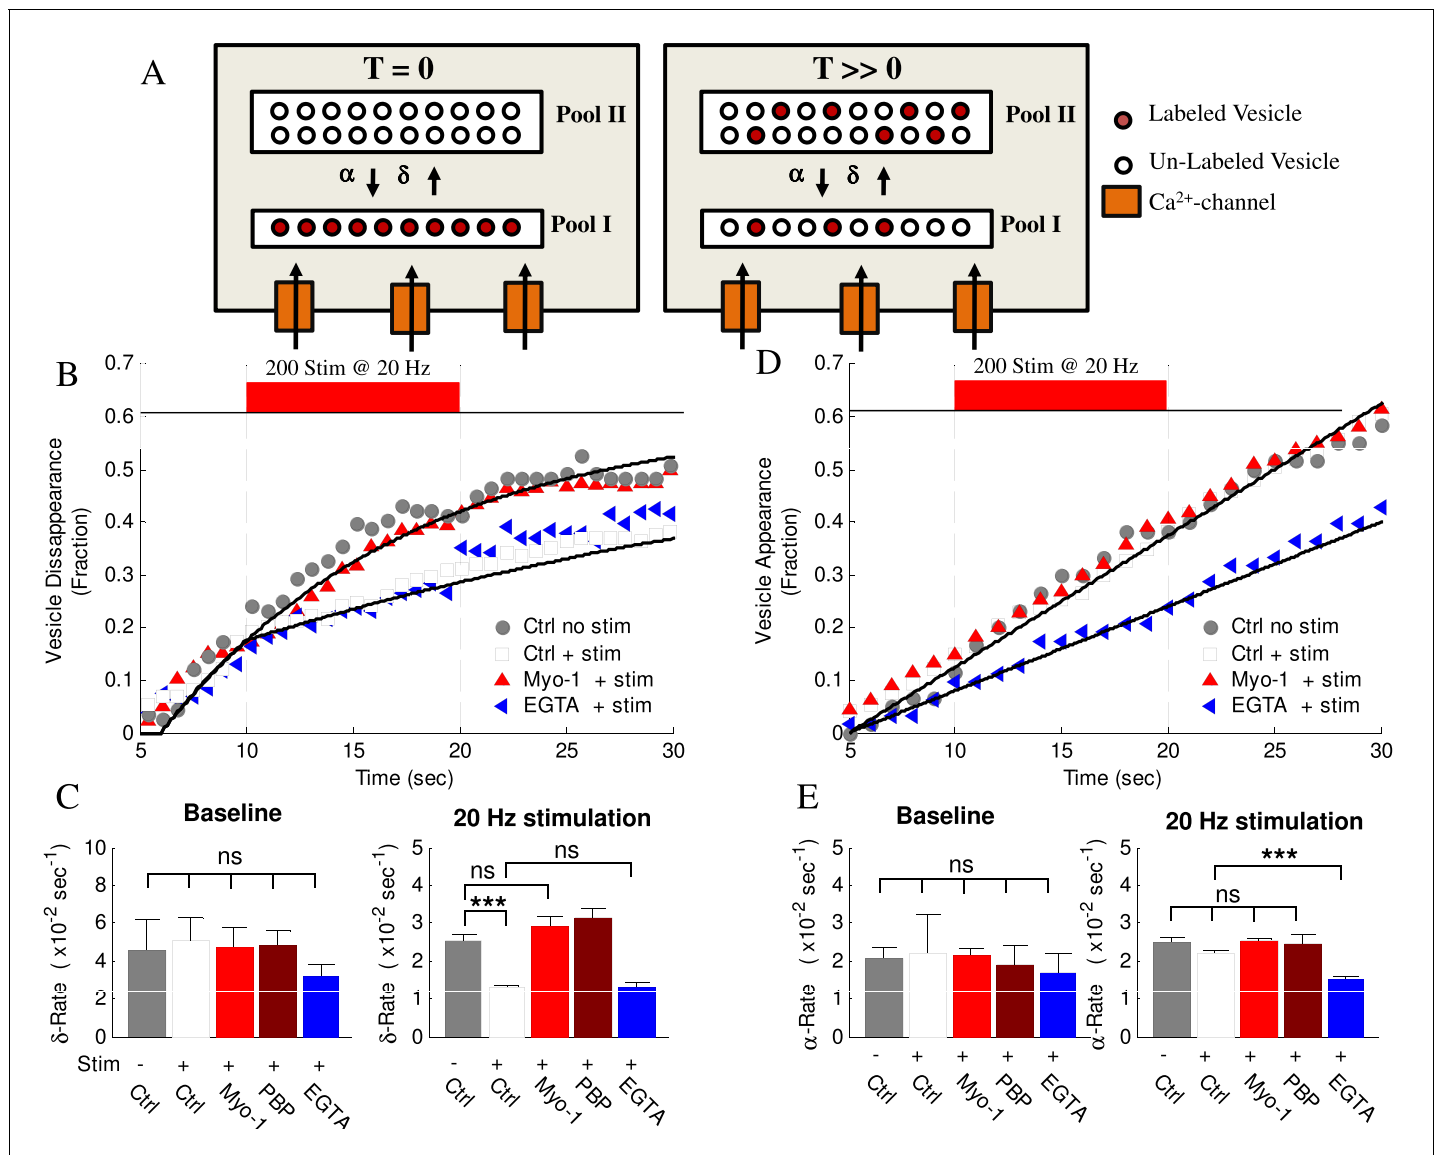 A
T = 0
Pool II
α δ
Pool I
T >> 0
Pool II
α δ
Pool I
Labeled Vesicle
Un-Labeled Vesicle
Ca2+-channel
B
200 Stim @ 20 Hz
0.7
0.6
0.5
0.4
0.3
0.2
0.1
0
Vesicle Dissappearance
(Fraction)
Ctrl no stim
Ctrl + stim
Myo-1 + stim
EGTA + stim
5 10 15 20 25 30
Time (sec)
D
200 Stim @ 20 Hz
0.7
0.6
0.5
0.4
0.3
0.2
0.1
0
Vesicle Appearance
(Fraction)
Ctrl no stim
Ctrl + stim
Myo-1 + stim
EGTA + stim
5 10 15 20 25 30
Time (sec)
C
Baseline
10
8
6
4
2
0
δ-Rate ( x10-2 sec-1)
ns
Stim - + + + +
Ctrl Ctrl Myo-1 PBP EGTA
20 Hz stimulation
5
4
3
2
1
0
δ-Rate ( x10-2 sec-1)
ns
ns
***
- + + + +
Ctrl Ctrl Myo-1 PBP EGTA
E
Baseline
5
4
3
2
1
0
α-Rate ( x10-2 sec-1)
ns
- + + + +
Ctrl Ctrl Myo-1 PBP EGTA
20 Hz stimulation
5
4
3
2
1
0
α-Rate ( x10-2 sec-1)
***
ns
- + + + +
Ctrl Ctrl Myo-1 PBP EGTA